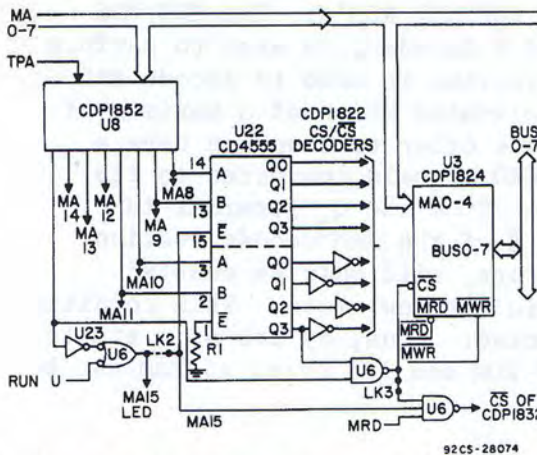 MA
0-7
TPA
CDP1852
U8
MA
14
MA
13
MA
12
MA8
MA
MA10
MA11
U22
CD4555
14
A
13
B
15
E
3
A
2
B
1
E
Q0
Q1
Q2
Q3
Q0
Q1
Q2
Q3
CDP1822
CS/CS
DECODERS
U3
CDP1824
MA0-4
BUS0-7
CS
MRD MWR
MRD
MWR
BUS
0-7
U23
U6
RUN U
LK2
R1
MA15
LED
MA15
U6
LK3
MRD
U6
CS OF
CDP1832
92CS-28074